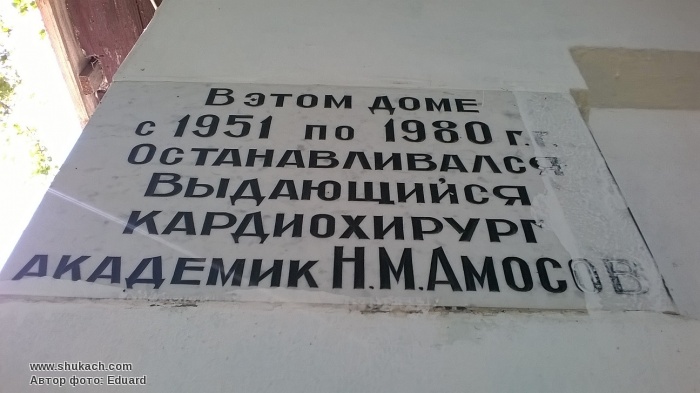 В этом доме
с 1951 по 1980 г.г.
останавливался
выдающийся
кардиохирург
академик Н.М.Амосов
www.shukach.com
Автор фото: Eduard